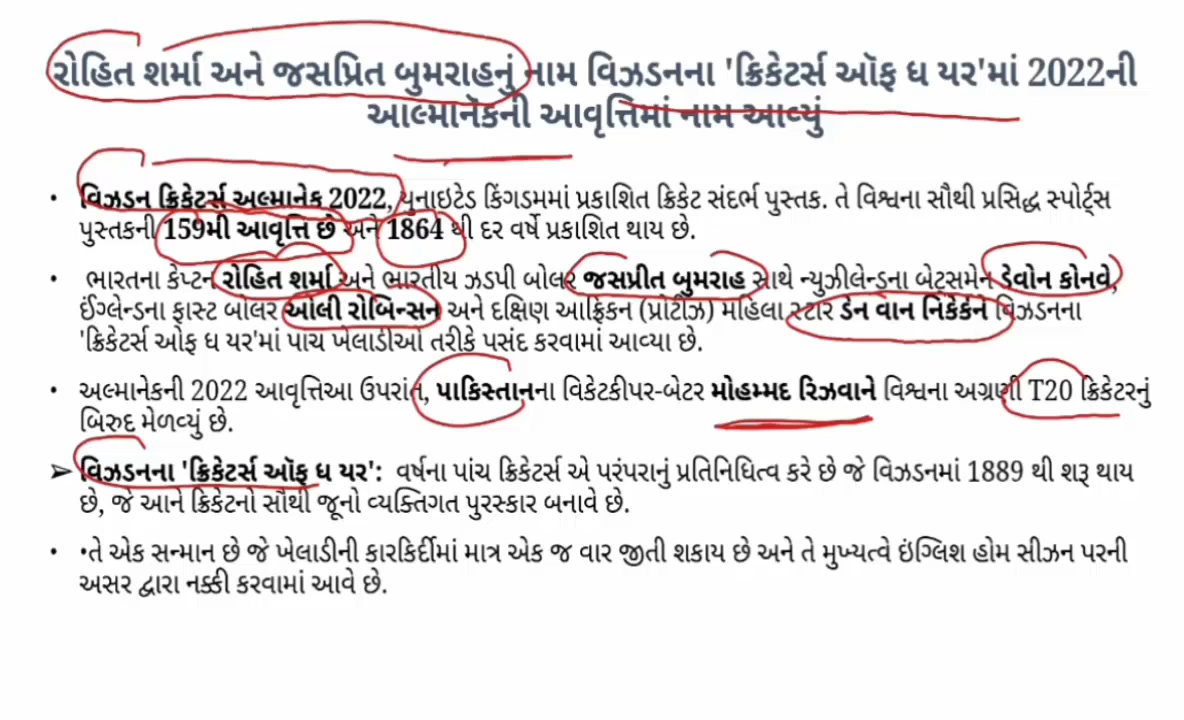 રોહિત શર્મા અને જસપ્રિત બુમરાહનું નામ વિઝડનના 'ક્રિકેટર્સ ઑફ ધ યર'માં 2022ની
આલ્માનૅકની આવૃત્તિમાં નામ આવ્યું
• વિઝડન ક્રિકેટર્સ અલ્માનેક 2022, યુનાઇટેડ કિંગડમમાં પ્રકાશિત ક્રિકેટ સંદર્ભ પુસ્તક. તે વિશ્વના સૌથી પ્રસિદ્ધ સ્પોર્ટ્સ
પુસ્તકની 159મી આવૃત્તિ છે અને 1864 થી દર વર્ષે પ્રકાશિત થાય છે.
• ભારતના કેપ્ટન રોહિત શર્મા અને ભારતીય ઝડપી બોલર જસપ્રીત બુમરાહ સાથે ન્યુઝીલેન્ડના બેટ્સમેન ડેવોન કોનવે,
ઈંગ્લેન્ડના ફાસ્ટ બોલર ઓલી રોબિન્સન અને દક્ષિણ આફ્રિકન (પ્રોટીઝ) મહિલા સ્ટાર ડેન વાન નિકેર્કને વિઝડનના
'ક્રિકેટર્સ ઓફ ધ યર'માં પાચ ખેલાડીઓ તરીકે પસંદ કરવામાં આવ્યા છે.
• અલ્માનેકની 2022 આવૃત્તિઆ ઉપરાંત, પાકિસ્તાનના વિકેટકીપર-બેટર મોહમ્મદ રિઝવાને વિશ્વના અગ્રણી T20 ક્રિકેટરનું
બિરુદ મેળવ્યું છે.
➢ વિઝડનના 'ક્રિકેટર્સ ઑફ ધ યર': વર્ષના પાંચ ક્રિકેટર્સ એ પરંપરાનું પ્રતિનિધિત્વ કરે છે જે વિઝડનમાં 1889 થી શરૂ થાય
છે, જે આને ક્રિકેટનો સૌથી જૂનો વ્યક્તિગત પુરસ્કાર બનાવે છે.
• •તે એક સન્માન છે જે ખેલાડીની કારકિર્દીમાં માત્ર એક જ વાર જીતી શકાય છે અને તે મુખ્યત્વે ઇંગ્લિશ હોમ સીઝન પરની
અસર દ્વારા નક્કી કરવામાં આવે છે.